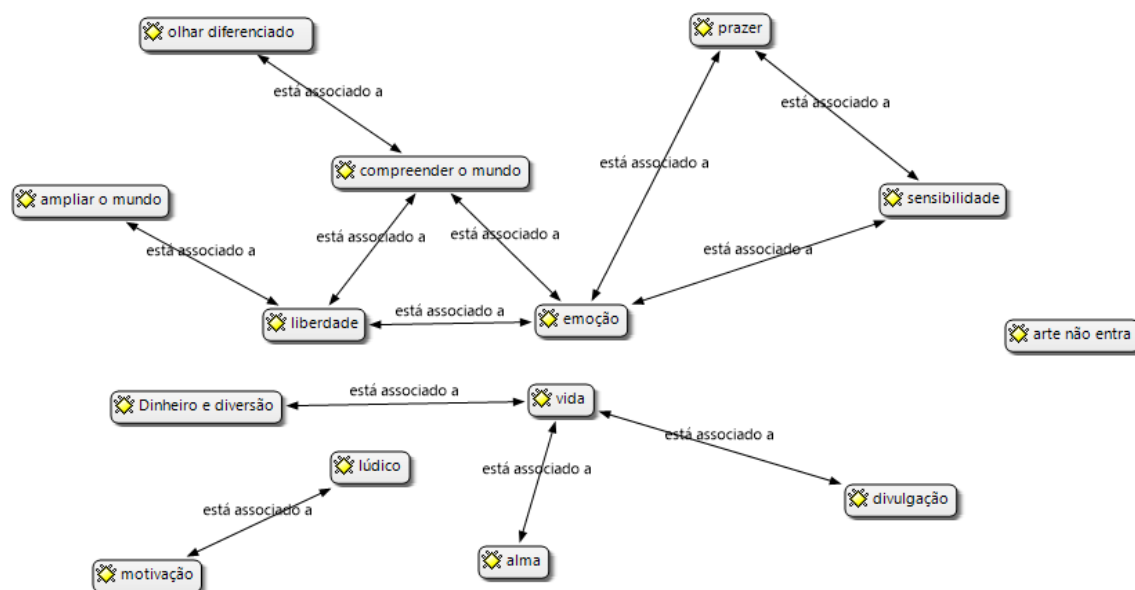 olhar diferenciado
prazer
está associado a
está associado a
compreender o mundo
está associado a
ampliar o mundo
sensibilidade
está associado a
está associado a
está associado a
está associado a
liberdade
está associado a
emoção
arte não entra
Dinheiro e diversão
está associado a
vida
está associado a
lúdico
está associado a
divulgação
está associado a
motivação
alma